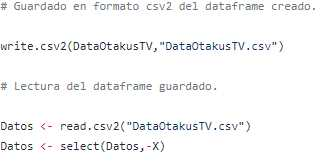 # Guardado en formato csv2 del dataframe creado.
write.csv2(DataOtakusTV,"DataOtakusTV.csv")
# Lectura del dataframe guardado.
Datos <- read.csv2("DataOtakusTV.csv")
Datos <- select(Datos,-X)